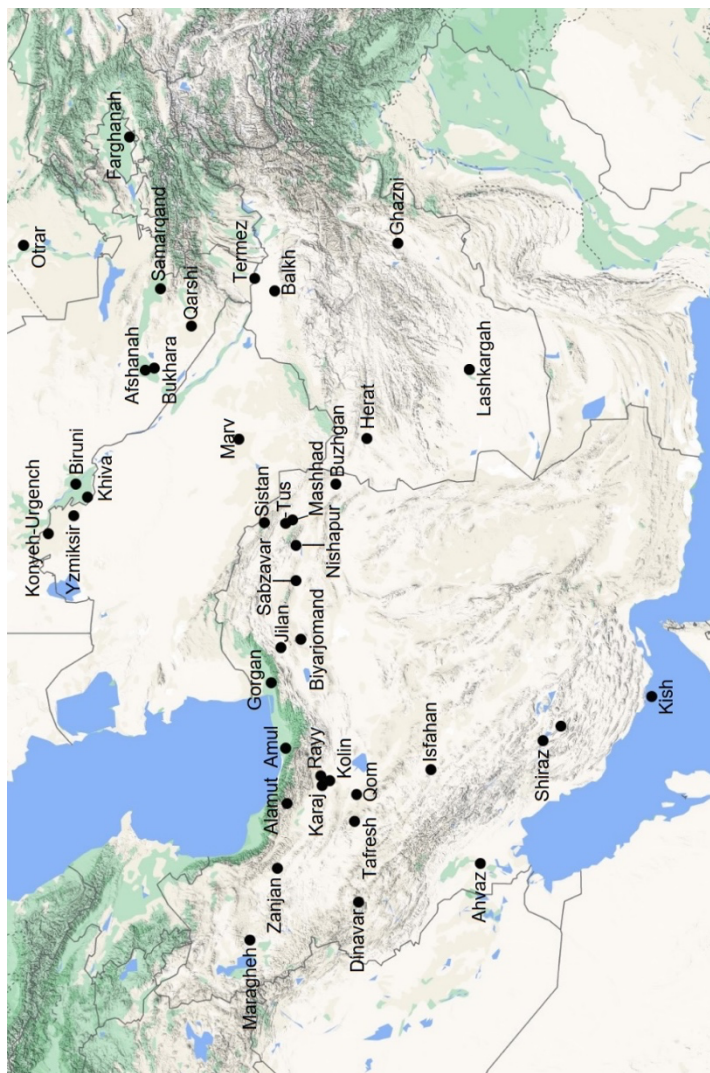 Konyeh-Urgench
Otrar
Yzmiksir
Biruni
Khiva
Farghanah
Afshanah
Samarqand
Bukhara
Qarshi
Marv
Termez
Maragheh
Gorgan
Alamut
Amul
Sabzavar
Sistan
Zanjan
Jilan
Tus
Balkh
Mashhad
Karaj
Rayy
Biyarjomand
Nishapur
Buzhgan
Kolin
Dinavar
Tafresh
Qom
Herat
Ghazni
Isfahan
Ahvaz
Lashkargah
Shiraz
Kish